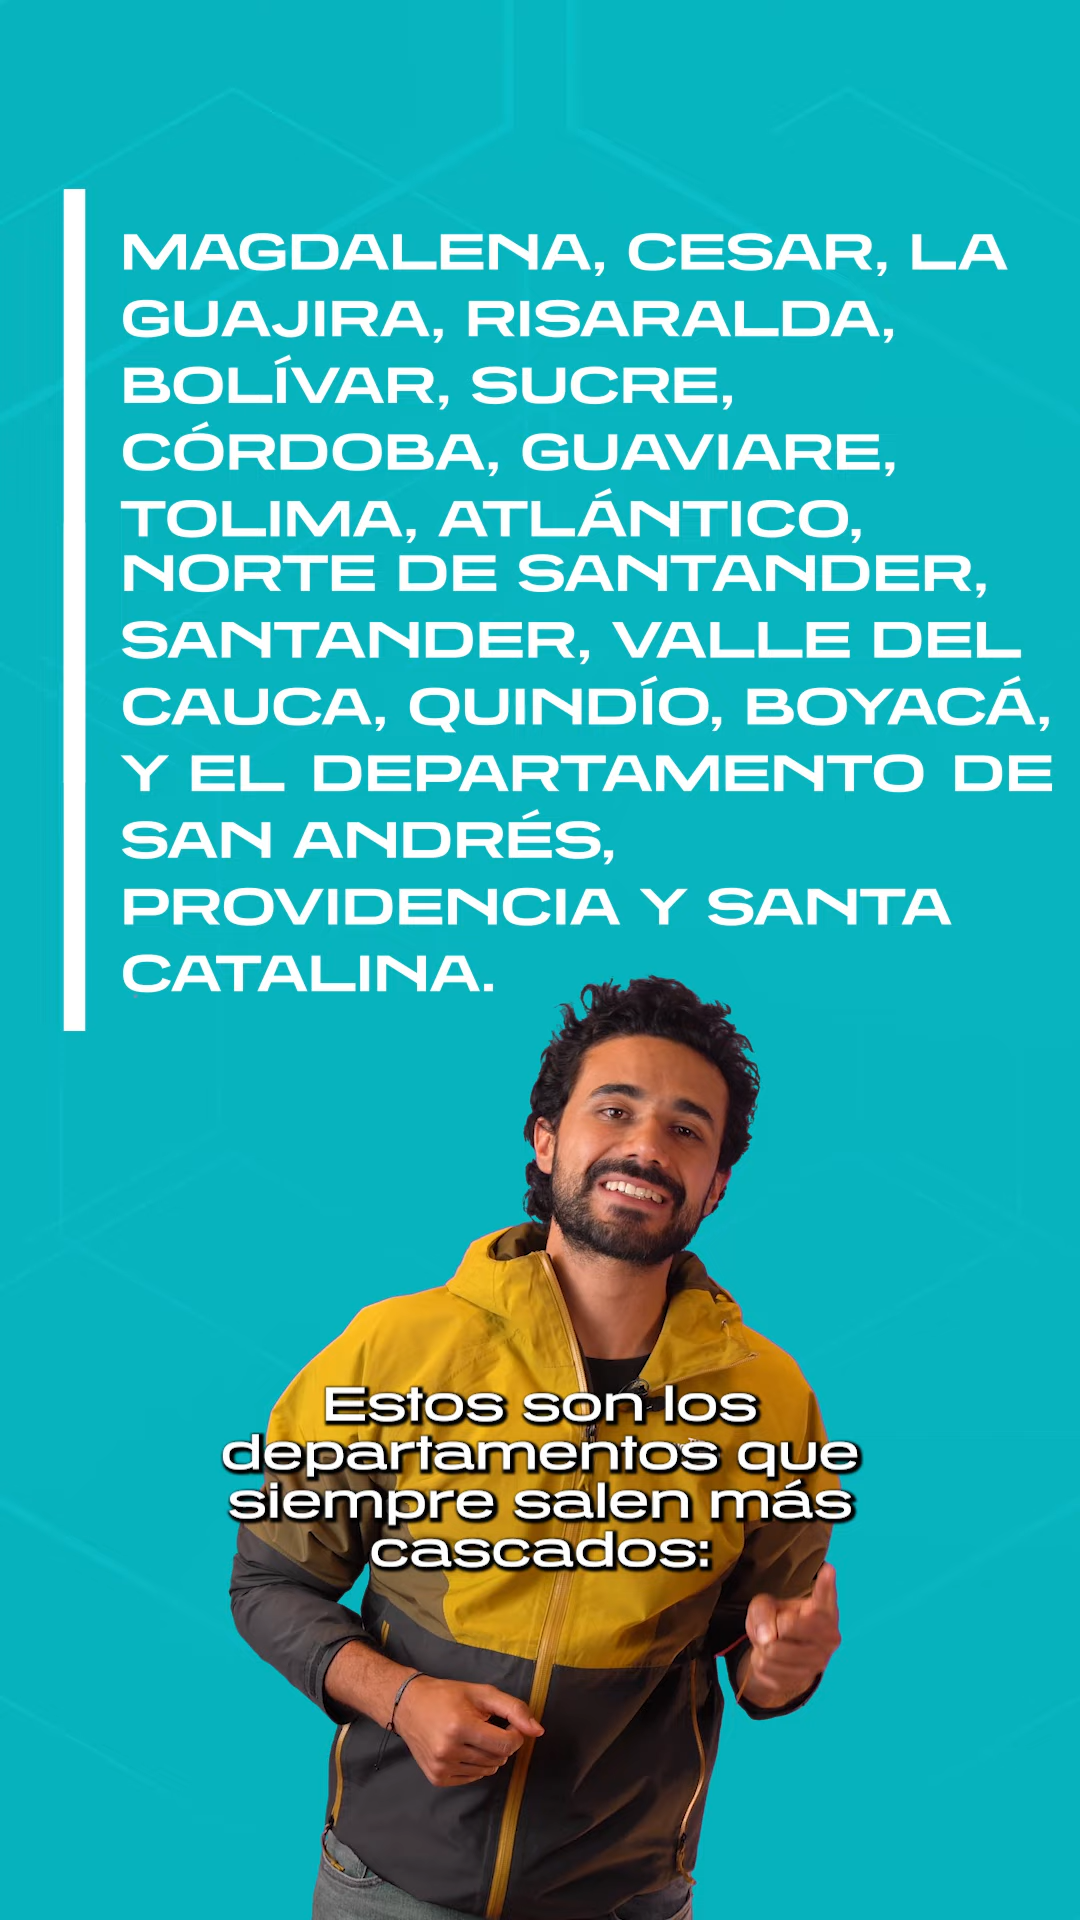 MAGDALENA, CESAR, LA
GUAJIRA, RISARALDA,
BOLÍVAR, SUCRE,
CÓRDOBA, GUAVIARE,
TOLIMA, ATLÁNTICO,
NORTE DE SANTANDER,
SANTANDER, VALLE DEL
CAUCA, QUINDÍO, BOYACÁ,
Y EL DEPARTAMENTO DE
SAN ANDRÉS,
PROVIDENCIA Y SANTA
CATALINA.
Estos son los
departamentos que
siempre salen más
cascados: